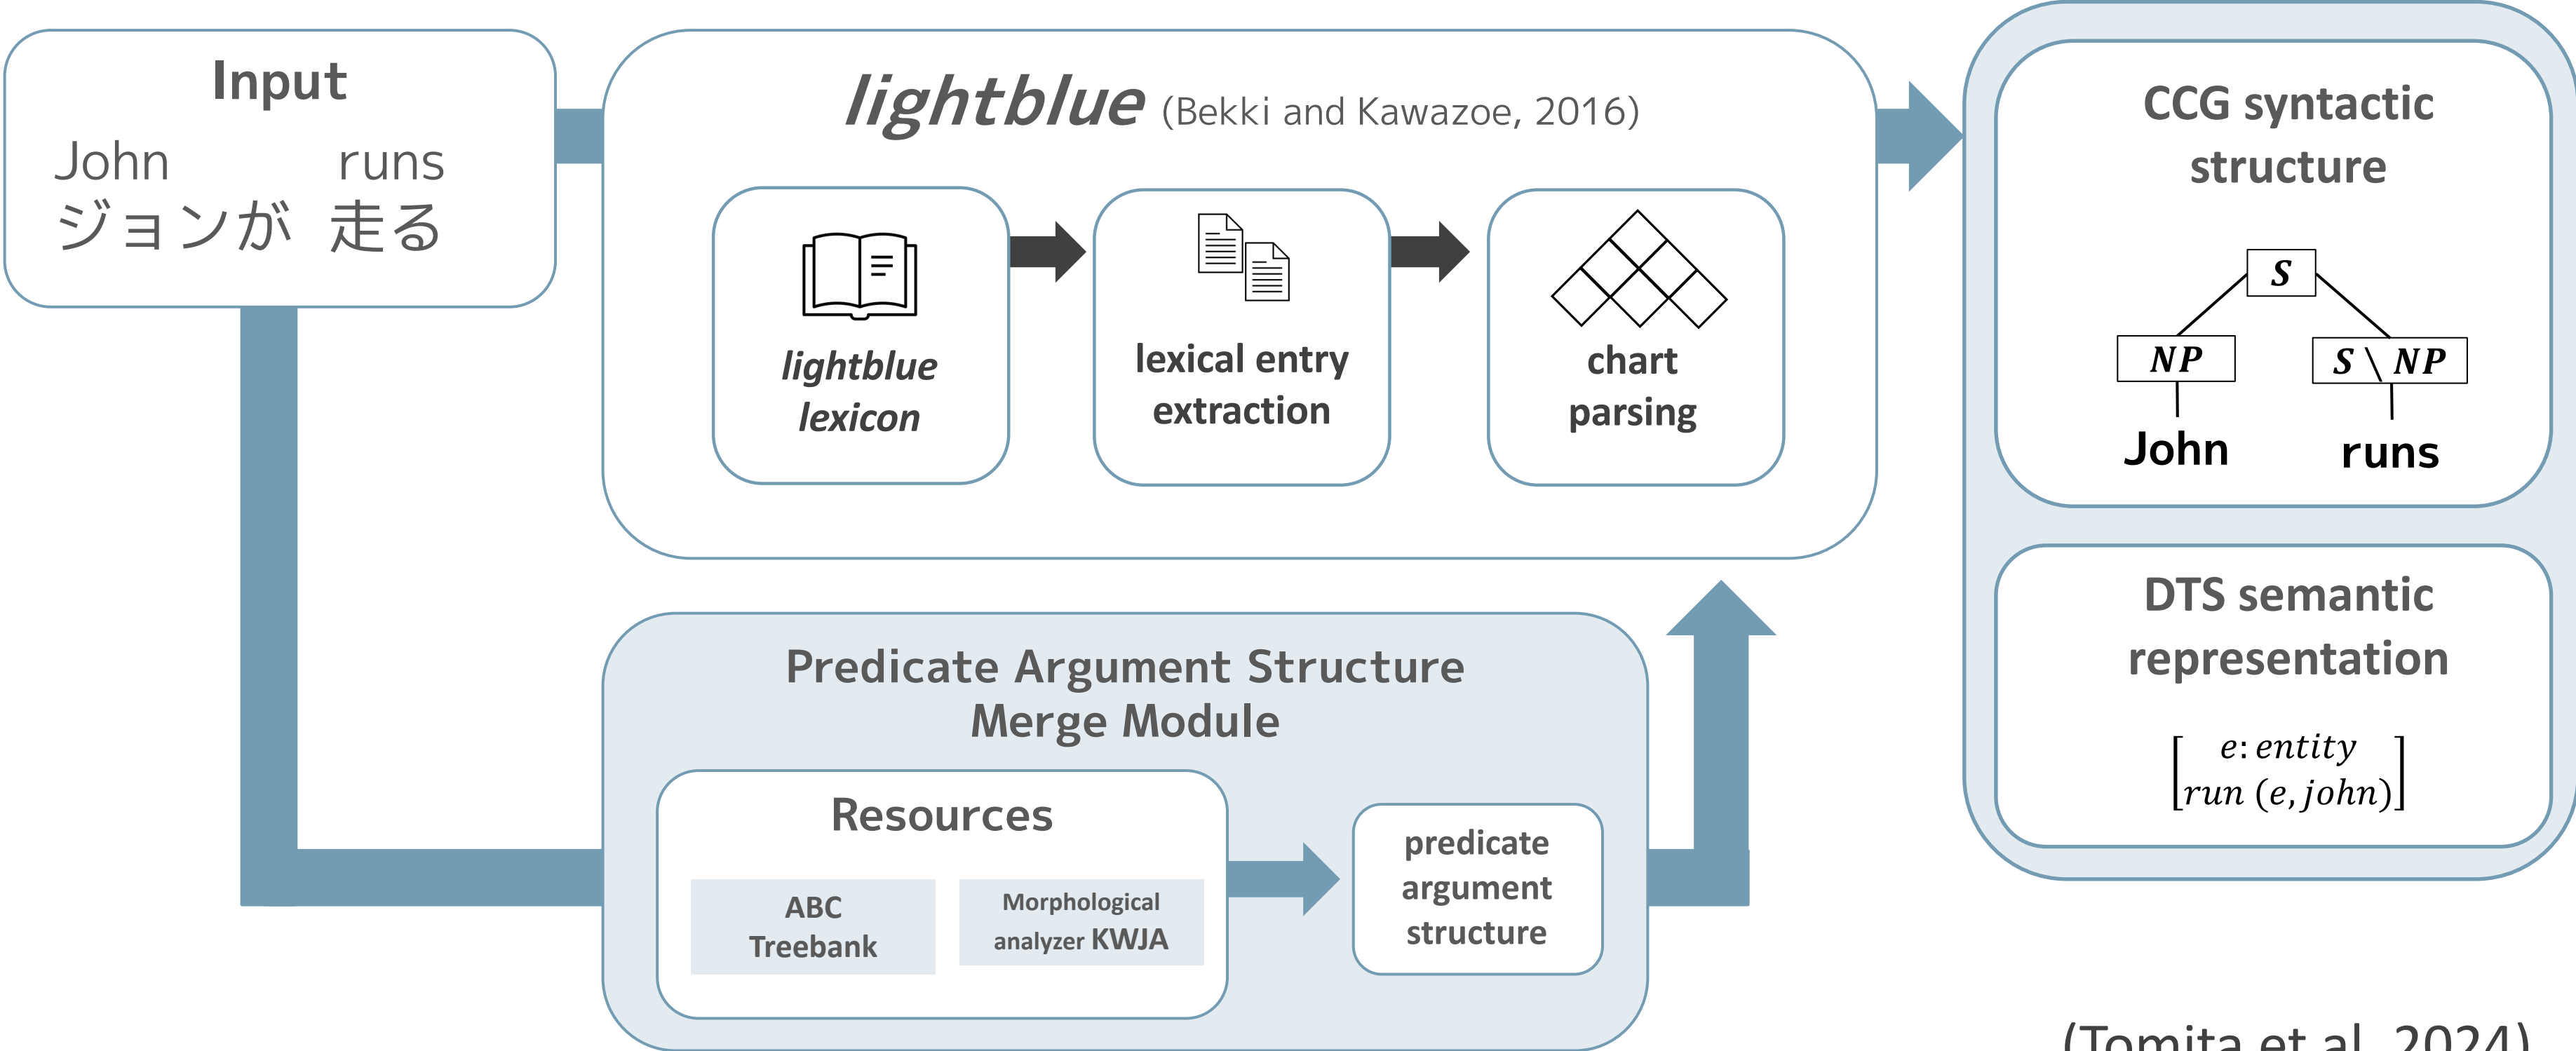 Input
John runs
ジョンが 走る
lightblue (Bekki and Kawazoe, 2016)
lightblue
lexicon
lexical entry
extraction
chart
parsing
Predicate Argument Structure
Merge Module
Resources
ABC
Treebank
Morphological
analyzer KWJA
predicate
argument
structure
CCG syntactic
structure
S
NP S \ NP
John runs
DTS semantic
representation
e: entity
run (e, john)
(Tomita et al. 2024)